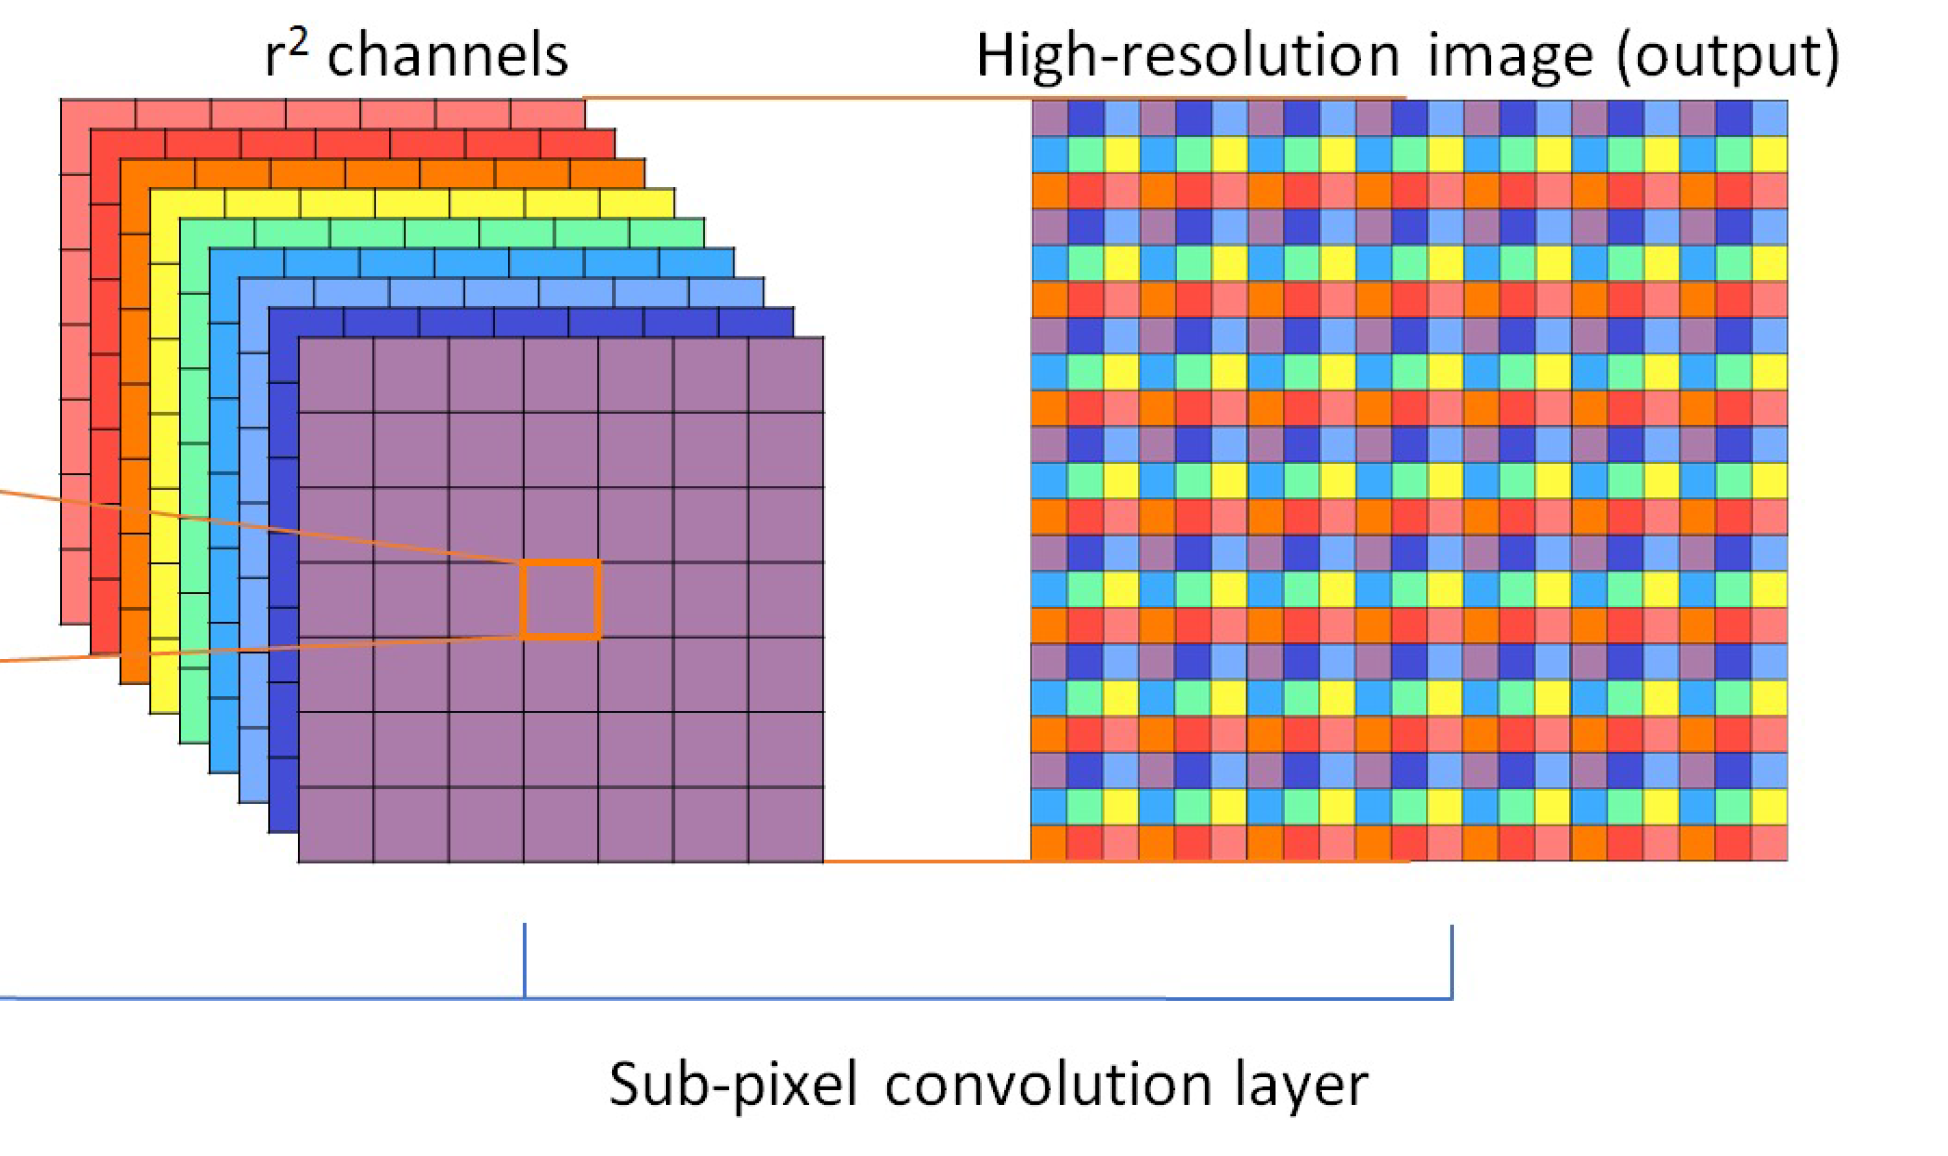 r² channels
High-resolution image (output)
Sub-pixel convolution layer